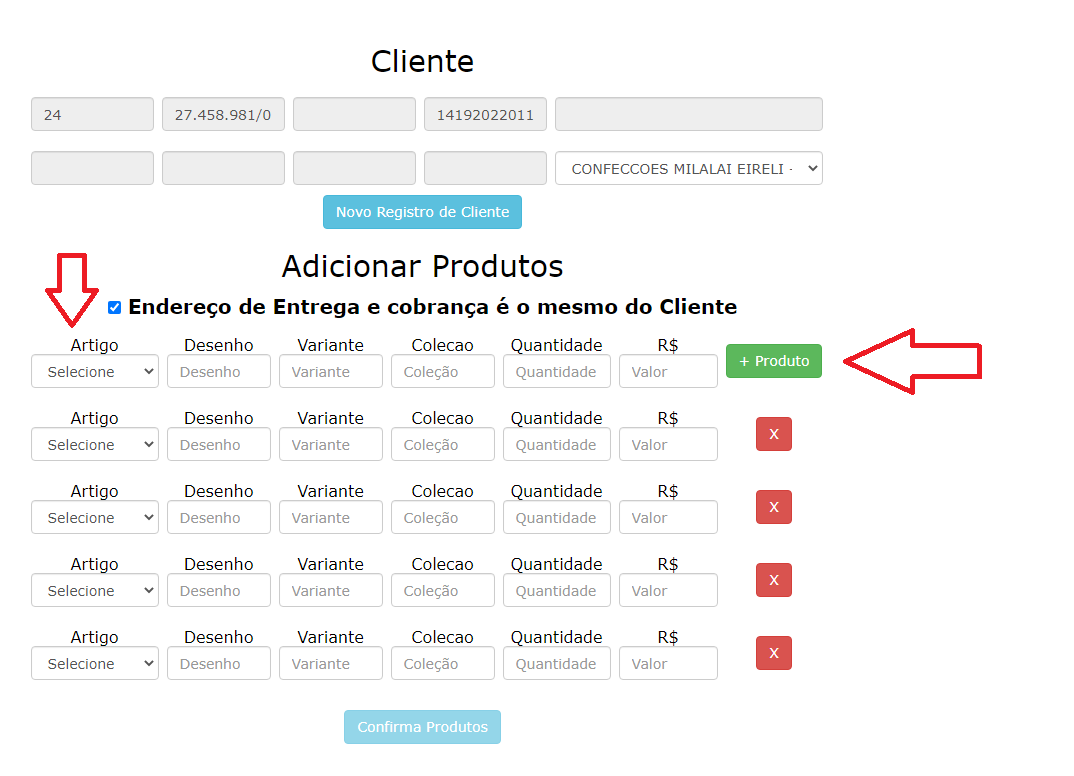 Cliente
24 27.458.981/0 14192022011
CONFECCOES MILALAI EIRELI -
Novo Registro de Cliente
Adicionar Produtos
Endereço de Entrega e cobrança é o mesmo do Cliente
Artigo Desenho Variante Colecao Quantidade R$
Selecione Desenho Variante Coleção Quantidade Valor + Produto
Artigo Desenho Variante Colecao Quantidade R$
Selecione Desenho Variante Coleção Quantidade Valor X
Artigo Desenho Variante Colecao Quantidade R$
Selecione Desenho Variante Coleção Quantidade Valor X
Artigo Desenho Variante Colecao Quantidade R$
Selecione Desenho Variante Coleção Quantidade Valor X
Artigo Desenho Variante Colecao Quantidade R$
Selecione Desenho Variante Coleção Quantidade Valor X
Confirma Produtos